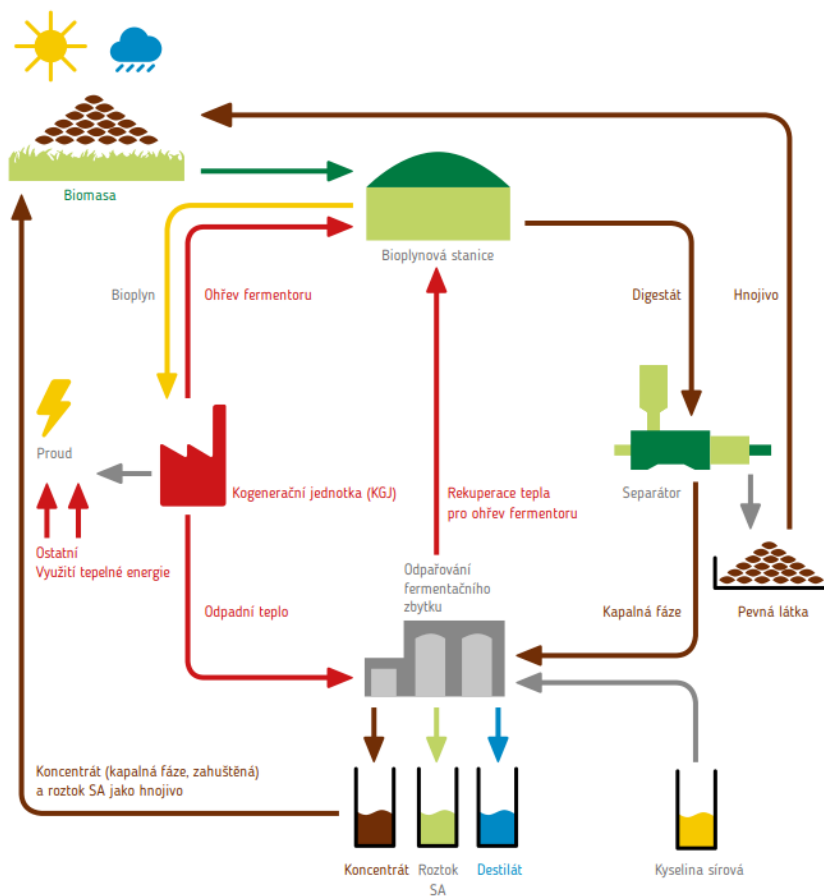 Biomasa
Bioplynová stanice
Bioplyn
Ohřev fermentoru
Digestát
Hnojivo
Proud
Kogenerační jednotka (KGJ)
Rekuperace tepla
pro ohřev fermentoru
Separátor
Ostatní
Využití tepelné energie
Odpařování
fermentačního
zbytku
Odpadní teplo
Kapalná fáze
Pevná látka
Koncentrát (kapalná fáze, zahuštěná)
a roztok SA jako hnojivo
Koncentrát
Roztok
SA
Destilát
Kyselina sírová